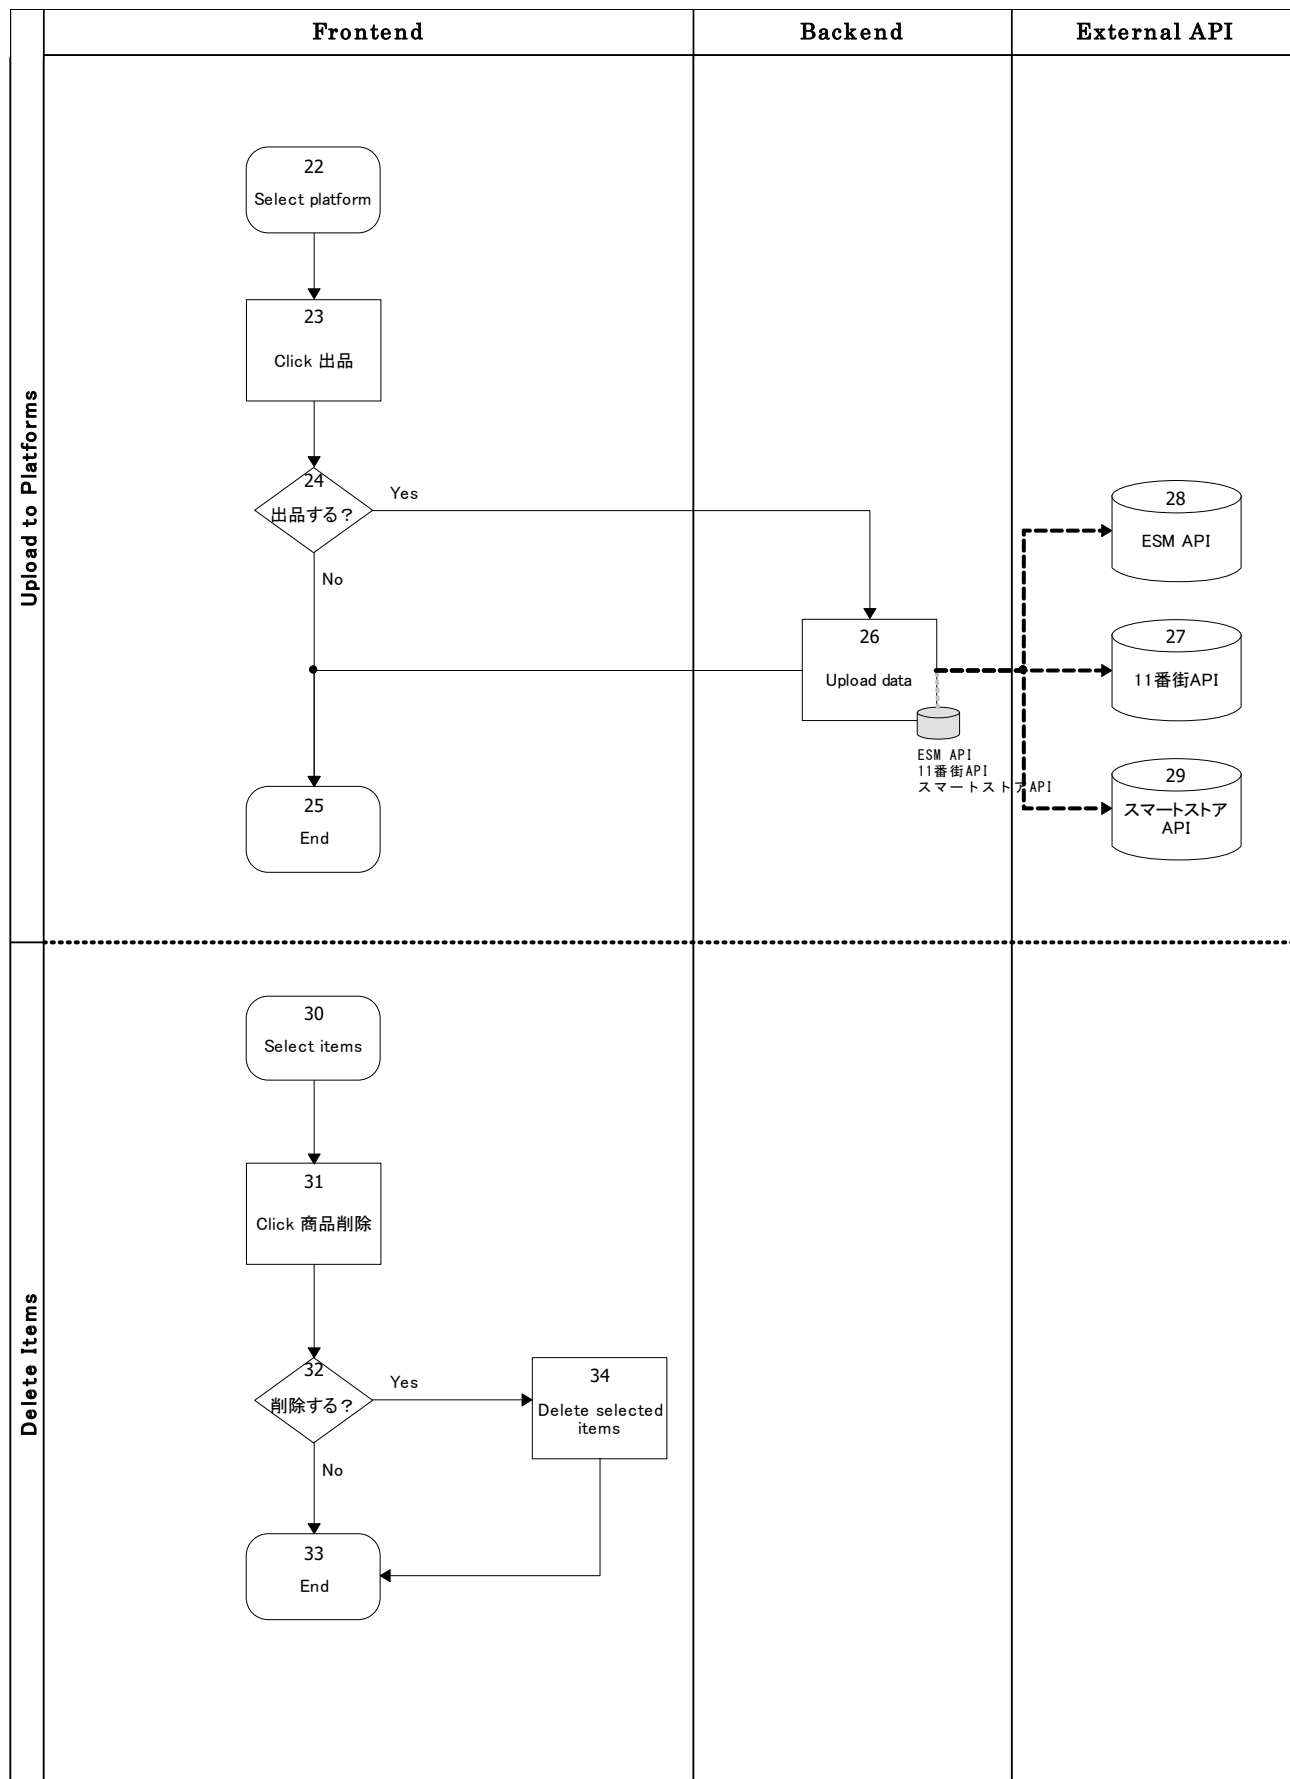 Frontend
Backend
External API
Upload to Platforms
22
Select platform
23
Click 出品
24
出品する？
Yes
No
26
Upload data
ESM API
11番街API
スマートストアAPI
28
ESM API
27
11番街API
29
スマートストア
API
25
End
Delete Items
30
Select items
31
Click 商品削除
32
削除する？
Yes
No
34
Delete selected
items
33
End